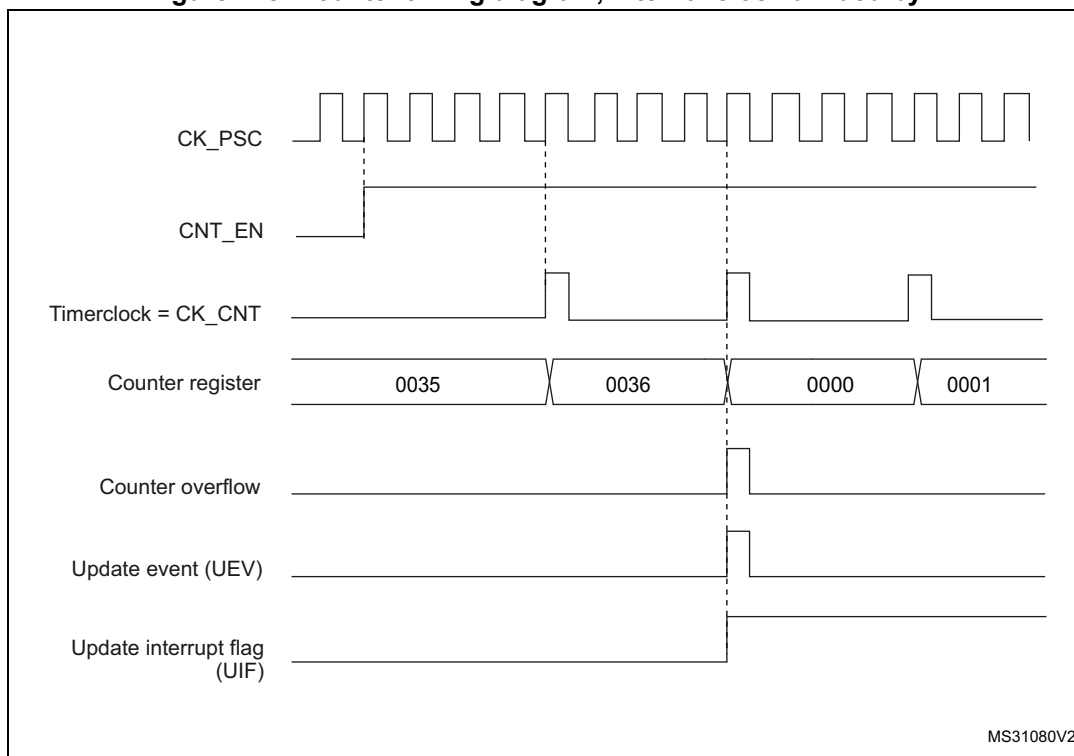 CK_PSC
CNT_EN
Timerclock = CK_CNT
Counter register 0035 0036 0000 0001
Counter overflow
Update event (UEV)
Update interrupt flag
(UIF)
MS31080V2